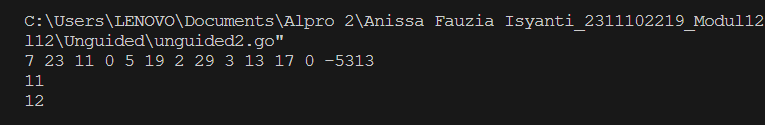 C:\Users\LENOVO\Documents\Alpro 2\Anissa Fauzia Isyanti_2311102219_Modul12
l12\Unguided\unguided2.go"
7 23 11 0 5 19 2 29 3 13 17 0 -5313
11
12